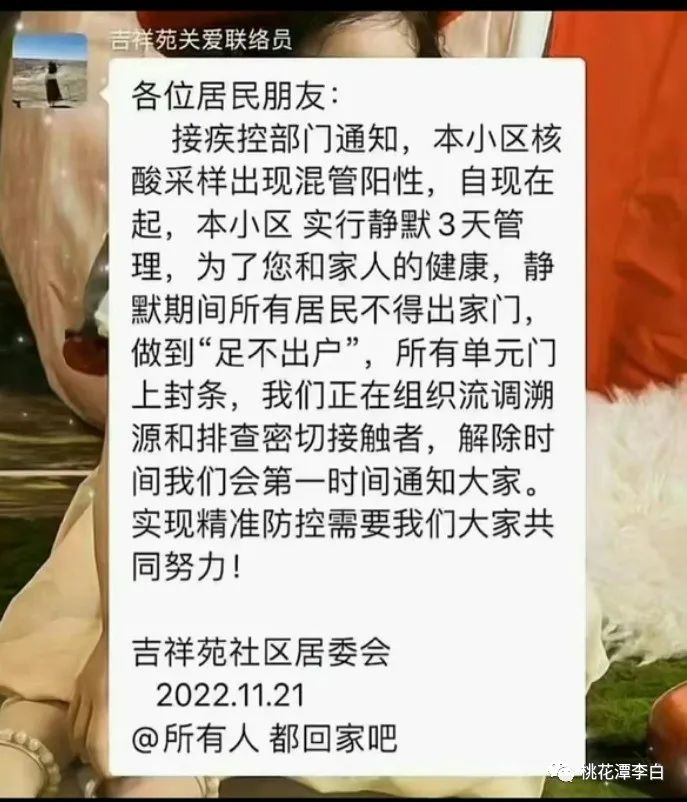 吉祥苑关爱联络员
各位居民朋友：
接疾控部门通知，本小区核
酸采样出现混管阳性，自现在
起，本小区 实行静默3天管
理，为了您和家人的健康，静
默期间所有居民不得出家门，
做到“足不出户”，所有单元门
上封条，我们正在组织流调溯
源和排查密切接触者，解除时
间我们会第一时间通知大家。
实现精准防控需要我们大家共
同努力！
吉祥苑社区居委会
2022.11.21
@所有人 都回家吧
桃花潭李白